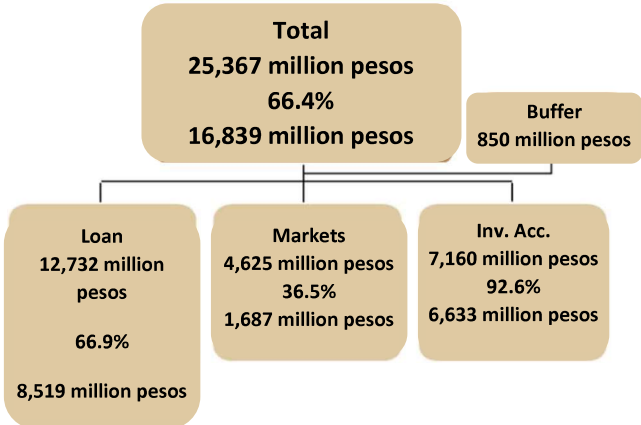 Total
25,367 million pesos
66.4%
16,839 million pesos
Buffer
850 million pesos
Loan
12,732 million
pesos
66.9%
8,519 million pesos
Markets
4,625 million pesos
36.5%
1,687 million pesos
Inv. Acc.
7,160 million pesos
92.6%
6,633 million pesos